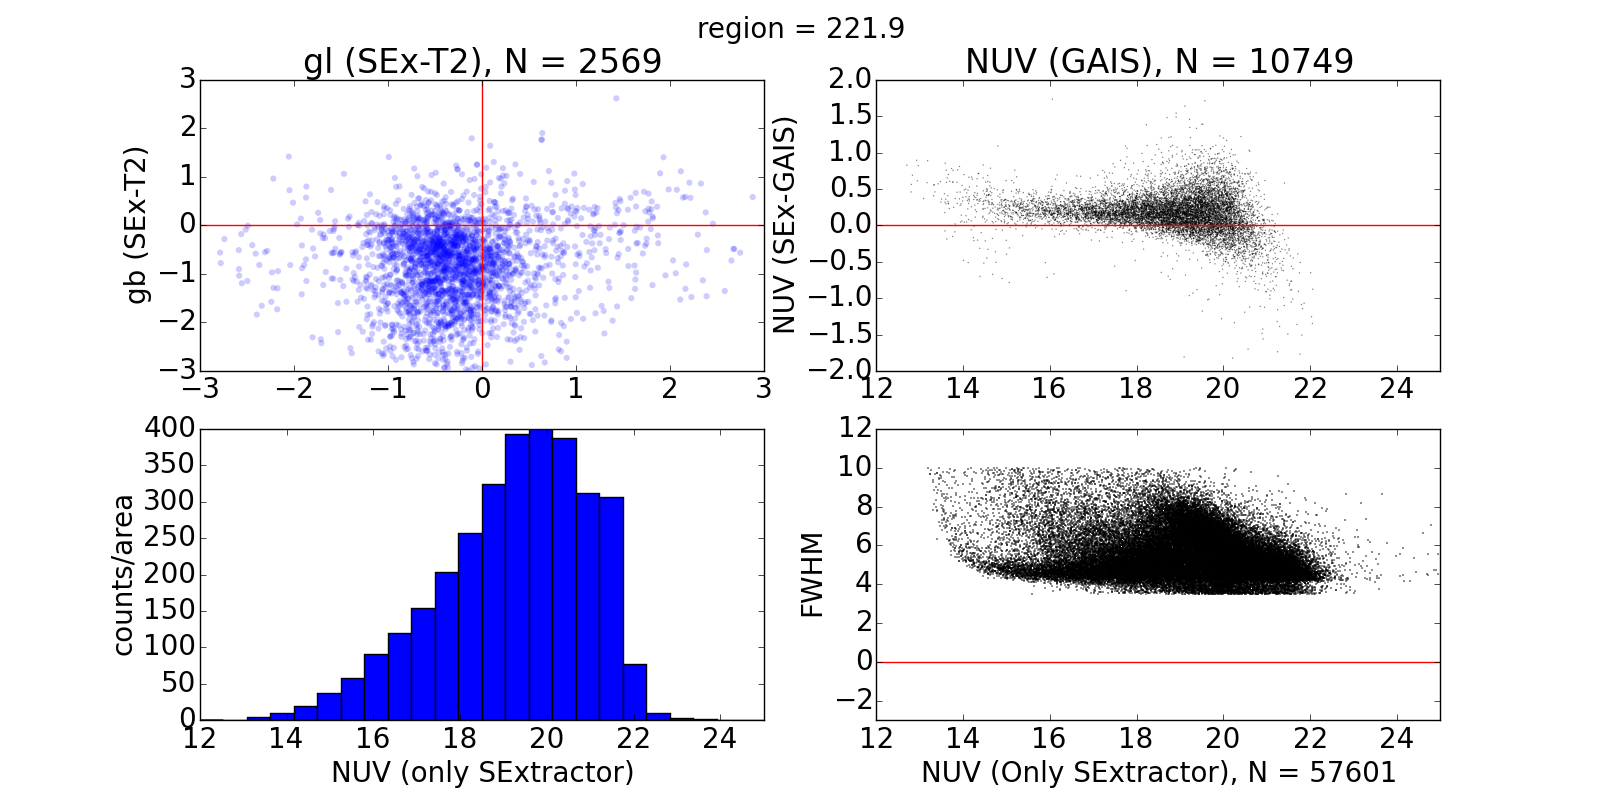 region = 221.9
gl (SEx-T2), N = 2569
NUV (GAIS), N = 10749
3
2
1
0
−1
−2
−3
gb (SEx-T2)
−3 −2 −1 0 1 2 3
2.0
1.5
1.0
0.5
0.0
−0.5
−1.0
−1.5
−2.0
NUV (SEx-GAIS)
12 14 16 18 20 22 24
400
350
300
250
200
150
100
50
0
counts/area
12 14 16 18 20 22 24
NUV (only SExtractor)
12
10
8
6
4
2
0
−2
FWHM
12 14 16 18 20 22 24
NUV (Only SExtractor), N = 57601